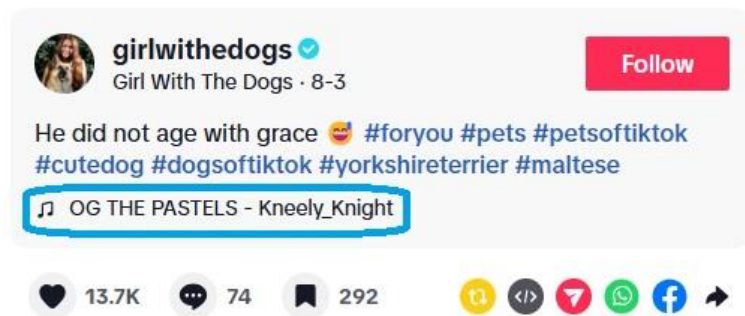 girlwithedogs
Girl With The Dogs · 8-3
Follow
He did not age with grace 😅 #foryou #pets #petsoftiktok
#cutedog #dogsoftiktok #yorkshireterrier #maltese
OG THE PASTELS - Kneely_Knight
13.7K 74 292